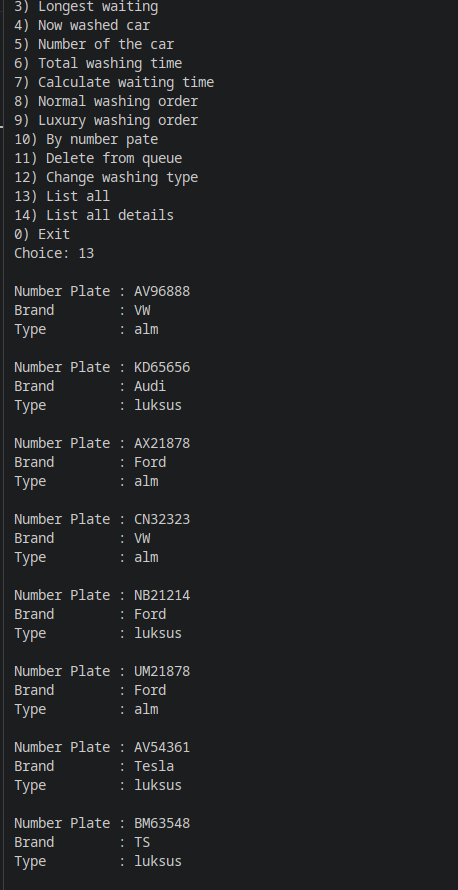 3) Longest waiting
4) Now washed car
5) Number of the car
6) Total washing time
7) Calculate waiting time
8) Normal washing order
9) Luxury washing order
10) By number pate
11) Delete from queue
12) Change washing type
13) List all
14) List all details
0) Exit
Choice: 13
Number Plate : AV96888
Brand : VW
Type : alm
Number Plate : KD65656
Brand : Audi
Type : luksus
Number Plate : AX21878
Brand : Ford
Type : alm
Number Plate : CN32323
Brand : VW
Type : alm
Number Plate : NB21214
Brand : Ford
Type : luksus
Number Plate : UM21878
Brand : Ford
Type : alm
Number Plate : AV54361
Brand : Tesla
Type : luksus
Number Plate : BM63548
Brand : TS
Type : luksus